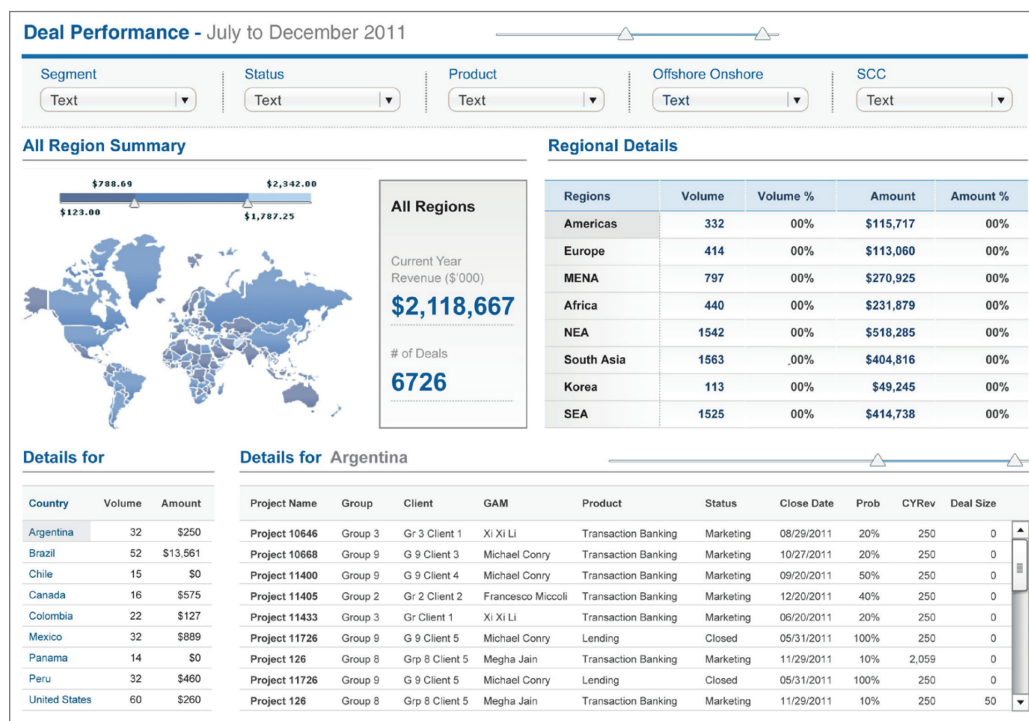 Deal Performance - July to December 2011
Segment Status Product Offshore Onshore SCC
Text Text Text Text Text
All Region Summary
Regional Details
$788.69 $2,342.00
$123.00 $1,787.25
All Regions
Current Year
Revenue ($'000)
$2,118,667
# of Deals
6726
Regions Volume Volume % Amount Amount %
Americas 332 00% $115,717 00%
Europe 414 00% $113,060 00%
MENA 797 00% $270,925 00%
Africa 440 00% $231,879 00%
NEA 1542 00% $518,285 00%
South Asia 1563 .00% $404,816 00%
Korea 113 00% $49,245 00%
SEA 1525 00% $414,738 00%
Details for
Country Volume Amount
Argentina 32 $250
Brazil 52 $13,561
Chile 15 $0
Canada 16 $575
Colombia 22 $127
Mexico 32 $889
Panama 14 $0
Peru 32 $460
United States 60 $260
Details for Argentina
Project Name Group Client GAM Product Status Close Date Prob CYRev Deal Size
Project 10646 Group 3 Gr 3 Client 1 Xi Xi Li Transaction Banking Marketing 08/29/2011 20% 250 0
Project 10668 Group 9 G 9 Client 3 Michael Conry Transaction Banking Marketing 10/27/2011 20% 250 0
Project 11400 Group 9 G 9 Client 4 Michael Conry Transaction Banking Marketing 09/20/2011 50% 250 0
Project 11405 Group 2 Gr 2 Client 2 Francesco Miccoli Transaction Banking Marketing 12/20/2011 40% 250 0
Project 11433 Group 3 Gr Client 1 Xi Xi Li Transaction Banking Marketing 06/20/2011 20% 250 0
Project 11726 Group 9 G 9 Client 5 Michael Conry Lending Closed 05/31/2011 100% 250 0
Project 126 Group 8 Grp 8 Client 5 Megha Jain Transaction Banking Marketing 11/29/2011 10% 2,059 0
Project 11726 Group 9 G 9 Client 5 Michael Conry Lending Closed 05/31/2011 100% 250 0
Project 126 Group 8 Grp 8 Client 5 Megha Jain Transaction Banking Marketing 11/29/2011 10% 250 50